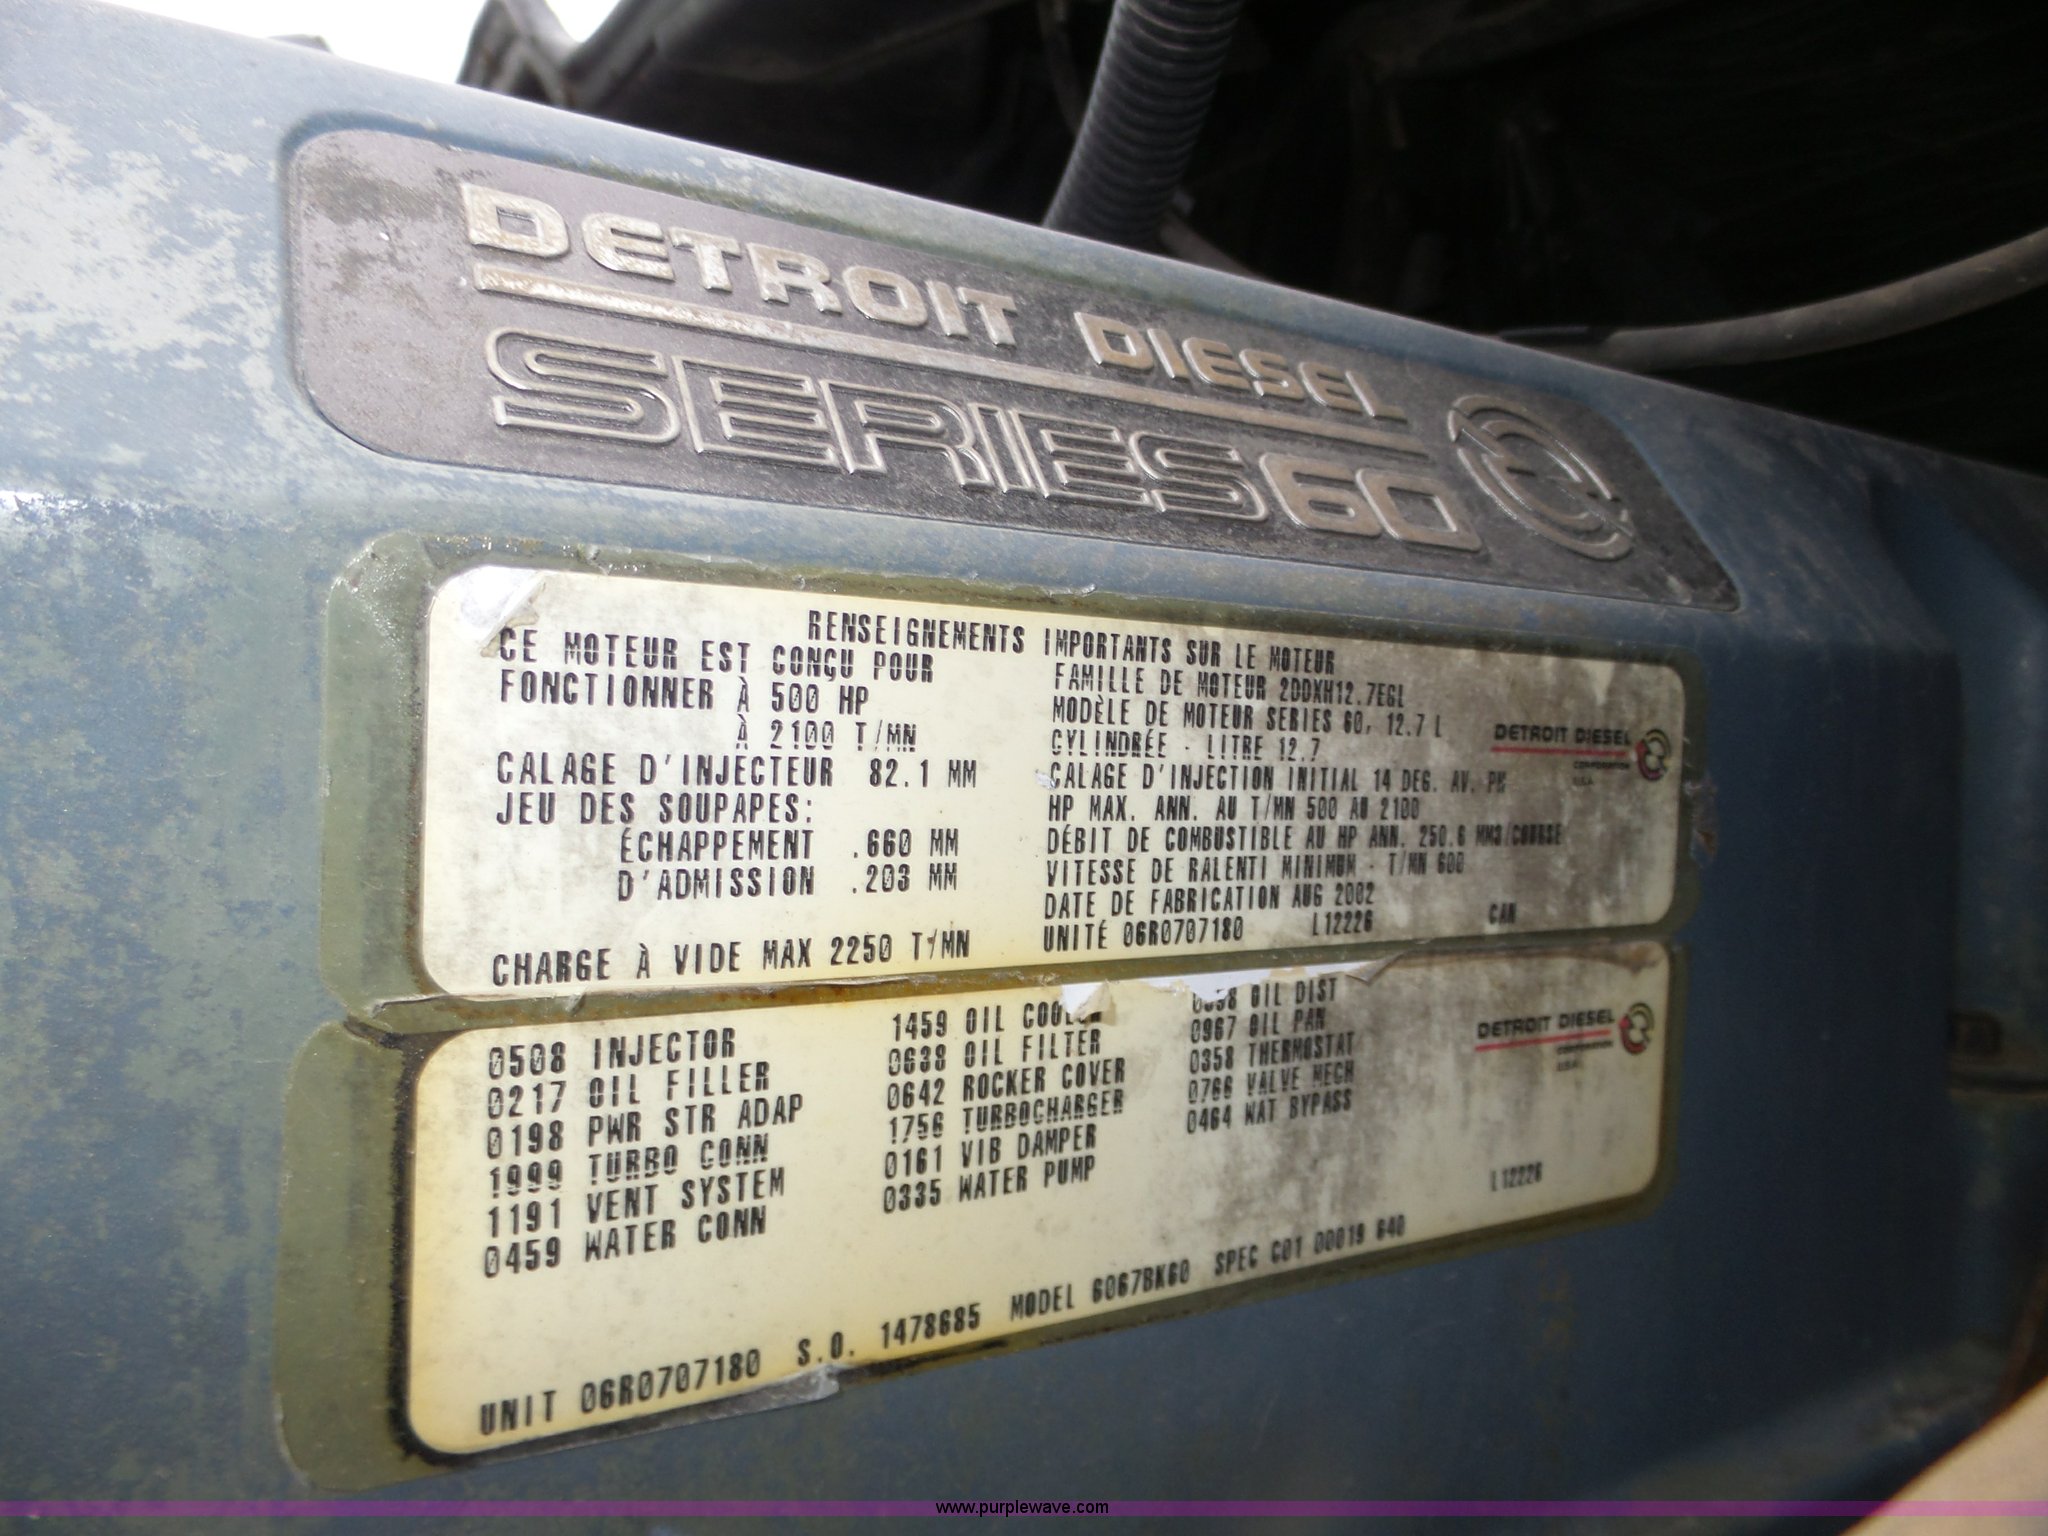 DETROIT DIESEL
SERIES 60
RENSEIGNEMENTS IMPORTANTS SUR LE MOTEUR
CE MOTEUR EST CONÇU POUR
FONCTIONNER À 500 HP
À 2100 T/MN
CALAGE D'INJECTEUR 82.1 MM
JEU DES SOUPAPES:
ÉCHAPPEMENT .660 MM
D'ADMISSION .203 MM
CHARGE À VIDE MAX 2250 T/MN
FAMILLE DE MOTEUR 2DDXH12.7EGL
MODÈLE DE MOTEUR SERIES 60, 12.7 L
CYLINDRÉE - LITRE 12.7
CALAGE D'INJECTION INITIAL 14 DEG. AV. PM
HP MAX. ANN. AU T/MN 500 AU 2100
DÉBIT DE COMBUSTIBLE AU HP ANN. 250.6 MM3/COURSE
VITESSE DE RALENTI MINIMUM - T/MN 600
DATE DE FABRICATION AUG 2002
UNITÉ 06R0707180 L12226 CAN
DETROIT DIESEL
CORPORATION
U.S.A.
0508 INJECTOR
0217 OIL FILLER
0198 PWR STR ADAP
1999 TURBO CONN
1191 VENT SYSTEM
0459 WATER CONN
1459 OIL COOLER
0638 OIL FILTER
0642 ROCKER COVER
1756 TURBOCHARGER
0161 VIB DAMPER
0335 WATER PUMP
OIL DIST
0967 OIL PAN
0358 THERMOSTAT
0766 VALVE MECH
0464 WAT BYPASS
DETROIT DIESEL
CORPORATION
U.S.A.
L12226
UNIT 06R0707180 S.O. 1478685 MODEL 6067BK60 SPEC C01 00019 640
www.purplewave.com